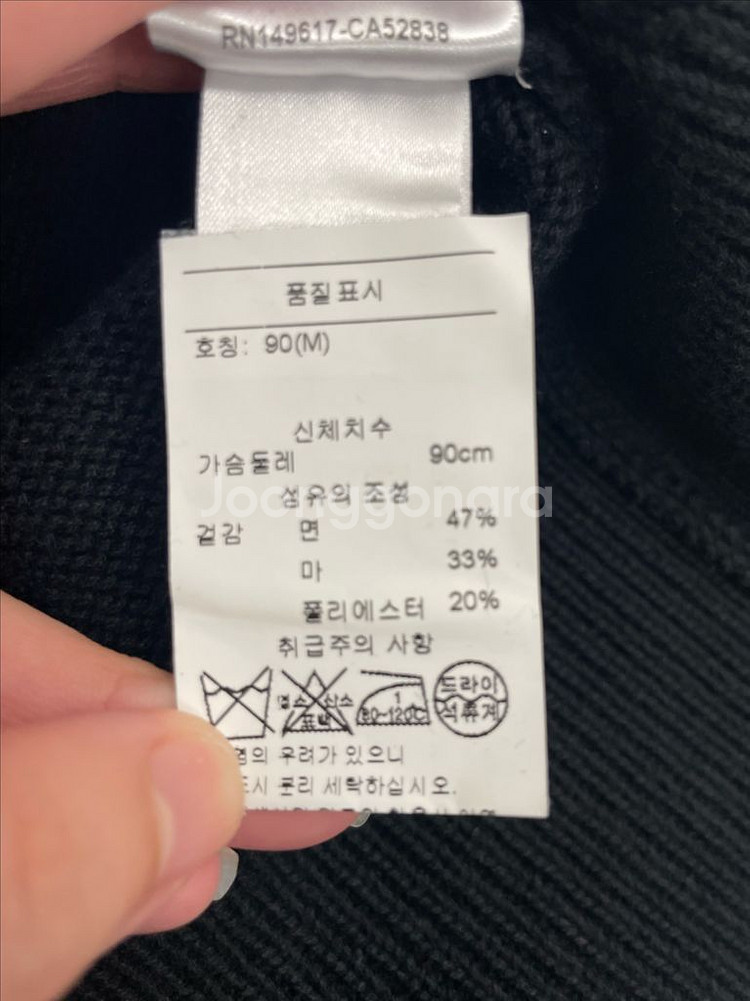 RN149617-CA52838
품질표시
호칭: 90(M)
신체치수
가슴둘레 90cm
섬유의 조성
Joonggonara
겉감 면 47%
마 33%
폴리에스터 20%
취급주의 사항
염소 산소 표백
1 80~120℃
드라이 석유계
염의 우려가 있으니
표시 분리 세탁하십시오.